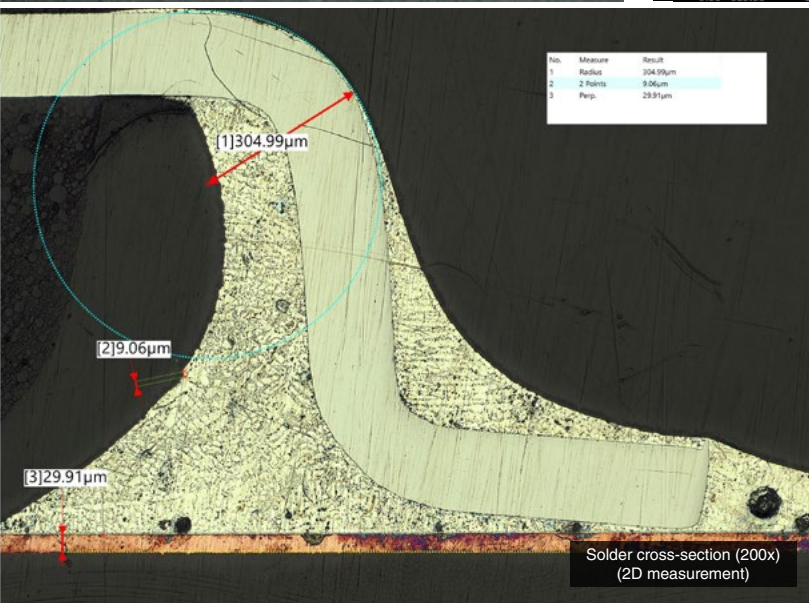 No. Measure Result
1 Radius 304.99μm
2 2 Points 9.06μm
3 Perp. 29.91μm
[1]304.99μm
[2]9.06μm
[3]29.91μm
Solder cross-section (200x)
(2D measurement)